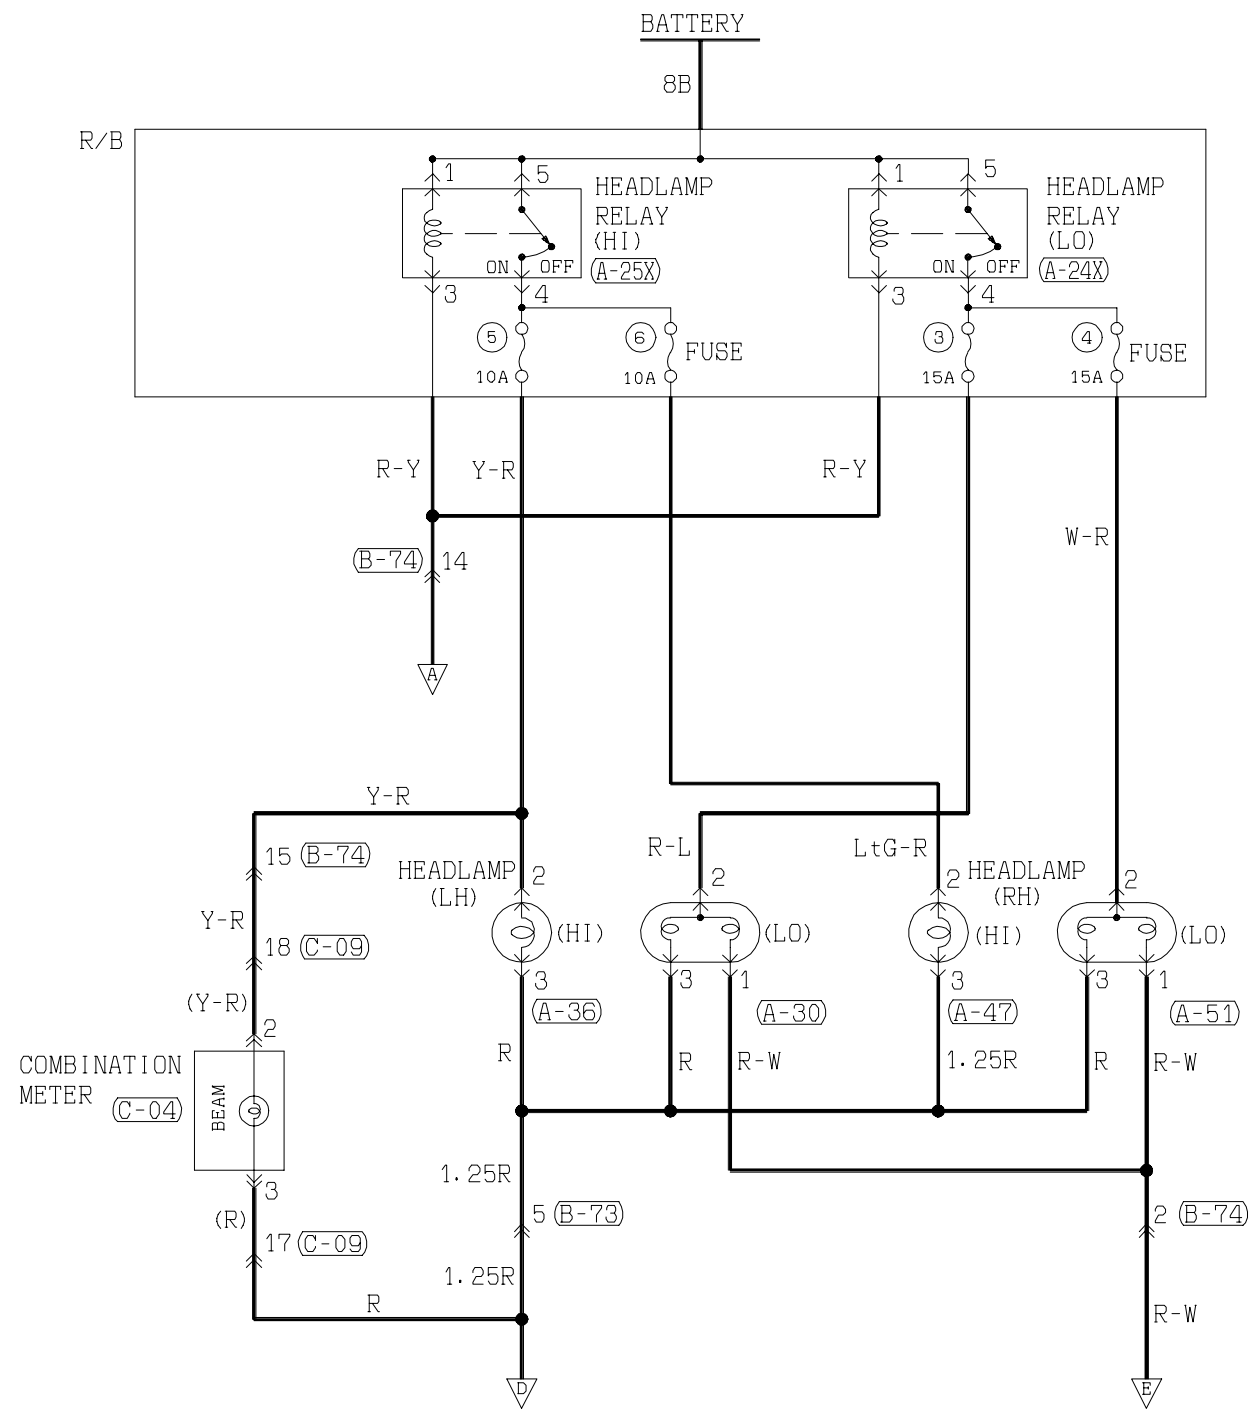 BATTERY
8B
R/B
1
5
HEADLAMP
RELAY
(HI)
A-25X
ON
OFF
3
4
1
5
HEADLAMP
RELAY
(LO)
A-24X
ON
OFF
3
4
5
10A
6
10A
FUSE
3
15A
4
15A
FUSE
R-Y
Y-R
R-Y
W-R
B-74
14
A
Y-R
15
B-74
HEADLAMP
(LH)
2
R-L
2
LtG-R
2
HEADLAMP
(RH)
2
Y-R
18
C-09
(HI)
(LO)
(HI)
(LO)
3
3
1
3
3
1
(Y-R)
2
A-36
A-30
A-47
A-51
COMBINATION
METER
C-04
BEAM
R
R
R-W
1.25R
R
R-W
3
(R)
17
C-09
1.25R
5
B-73
2
B-74
1.25R
R
R-W
D
E